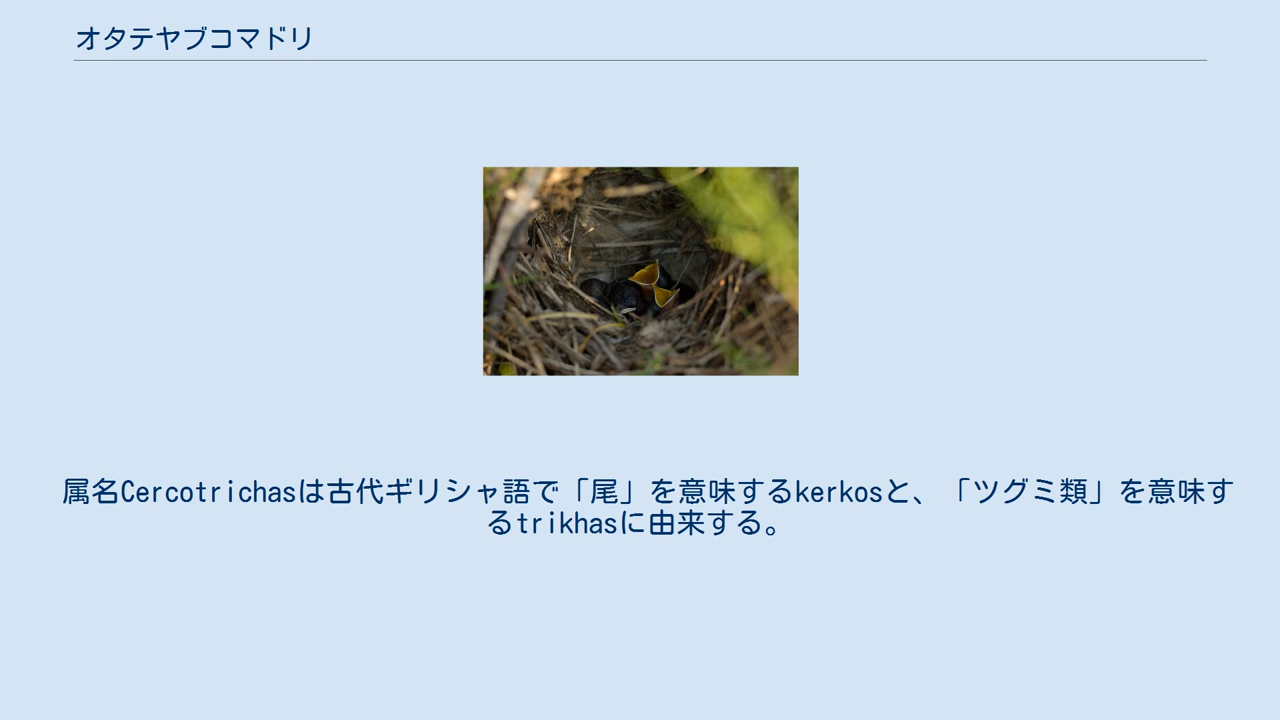 オタテヤブコマドリ
属名Cercotrichasは古代ギリシャ語で「尾」を意味するkerkosと、「ツグミ類」を意味す
るtrikhasに由来する。